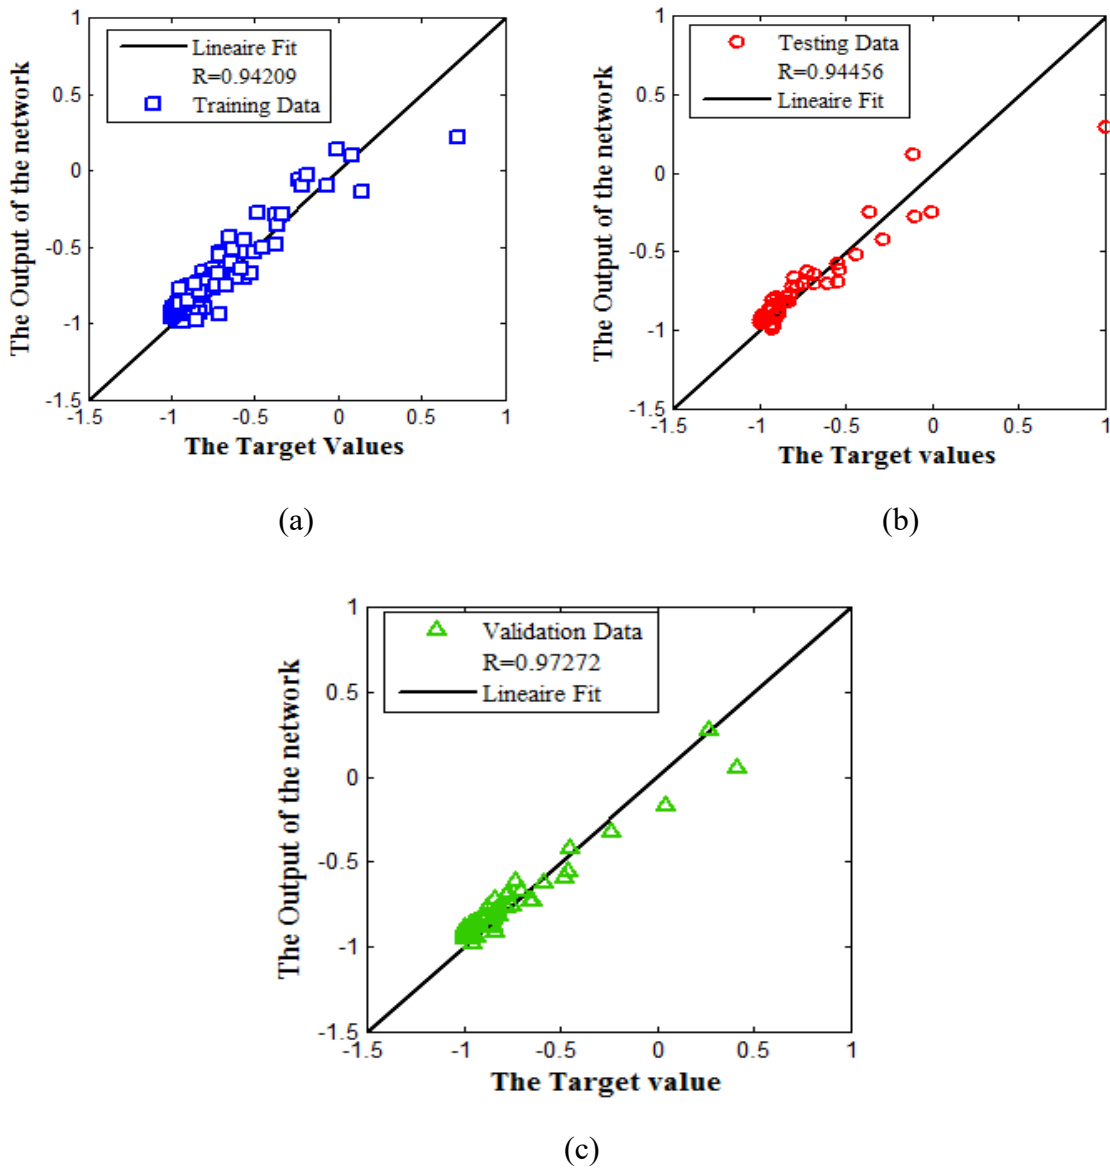 The Output of the network
1
0.5
0
-0.5
-1
-1.5
Lineaire Fit
R=0.94209
Training Data
-1.5
-1
-0.5
0
0.5
1
The Target Values
(a)
The Output of the network
1
0.5
0
-0.5
-1
-1.5
Testing Data
R=0.94456
Lineaire Fit
-1.5
-1
-0.5
0
0.5
1
The Target values
(b)
The Output of the network
1
0.5
0
-0.5
-1
-1.5
Validation Data
R=0.97272
Lineaire Fit
-1.5
-1
-0.5
0
0.5
1
The Target value
(c)